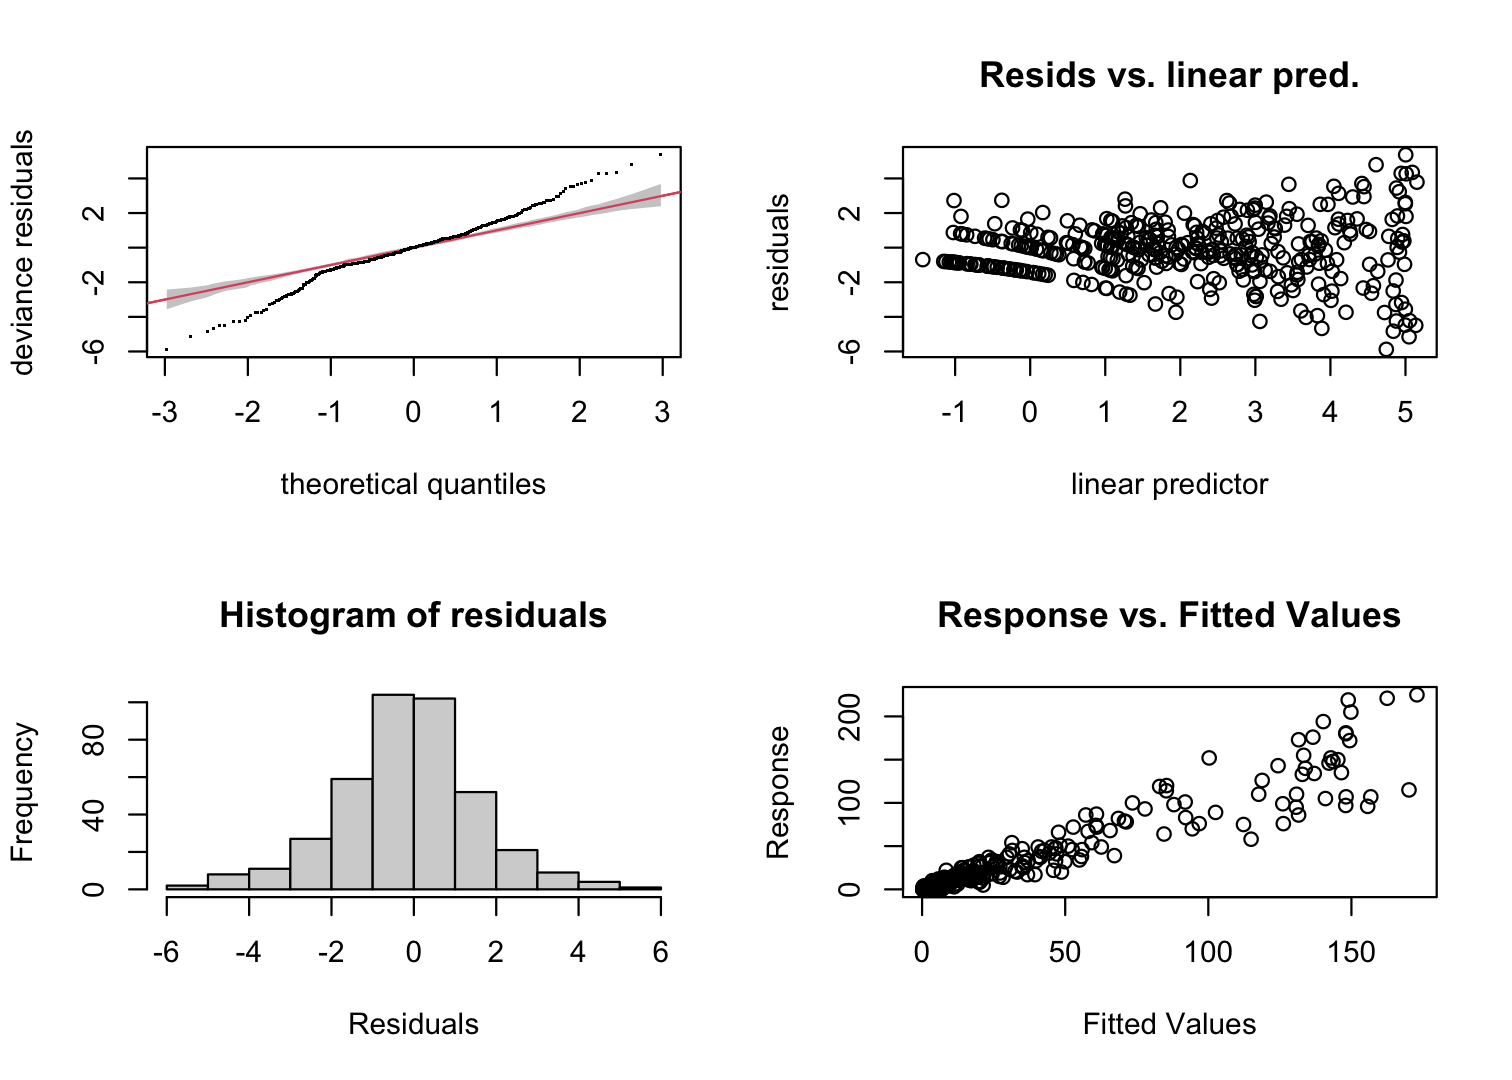 deviance residuals
2
-2
-6
-3 -2 -1 0 1 2 3
theoretical quantiles
Resids vs. linear pred.
residuals
2
-2
-6
-1 0 1 2 3 4 5
linear predictor
Histogram of residuals
Frequency
80
40
0
-6 -4 -2 0 2 4 6
Residuals
Response vs. Fitted Values
Response
200
100
0
0 50 100 150
Fitted Values